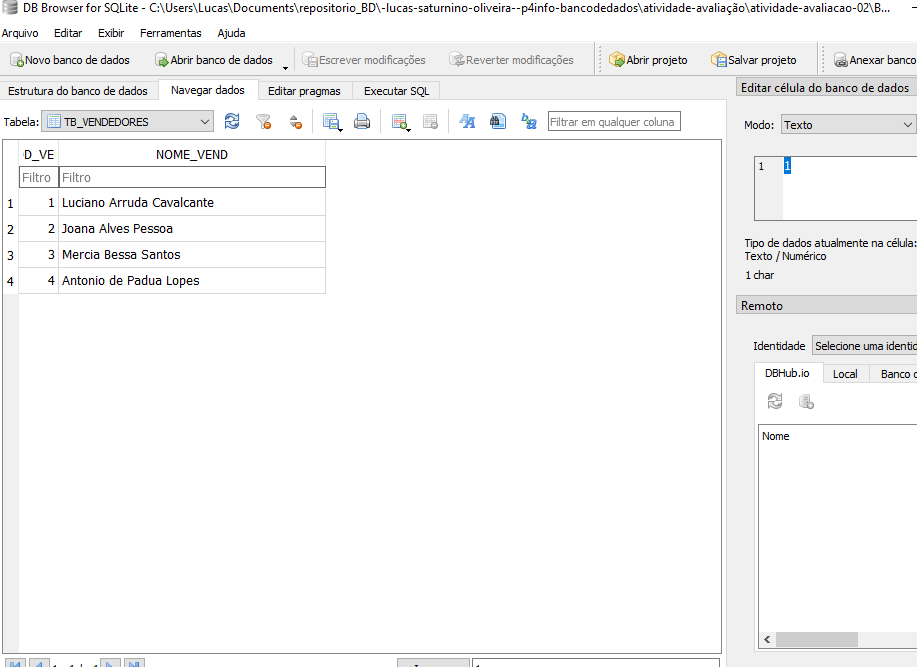 DB Browser for SQLite - C:\Users\Lucas\Documents\repositorio_BD\-lucas-saturnino-oliveira--p4info-bancodedados\atividade-avaliação\atividade-avaliacao-02\B...
Arquivo Editar Exibir Ferramentas Ajuda
Novo banco de dados Abrir banco de dados Escrever modificações Reverter modificações Abrir projeto Salvar projeto Anexar banco
Estrutura do banco de dados Navegar dados Editar pragmas Executar SQL
Editar célula do banco de dados
Tabela: TB_VENDEDORES Filtrar em qualquer coluna
Modo: Texto
D_VE NOME_VEND
Filtro Filtro
1 1 Luciano Arruda Cavalcante
2 2 Joana Alves Pessoa
3 3 Mercia Bessa Santos
4 4 Antonio de Padua Lopes
1 1
Tipo de dados atualmente na célula:
Texto / Numérico
1 char
Remoto
Identidade Selecione uma identid
DBHub.io Local Banco
Nome